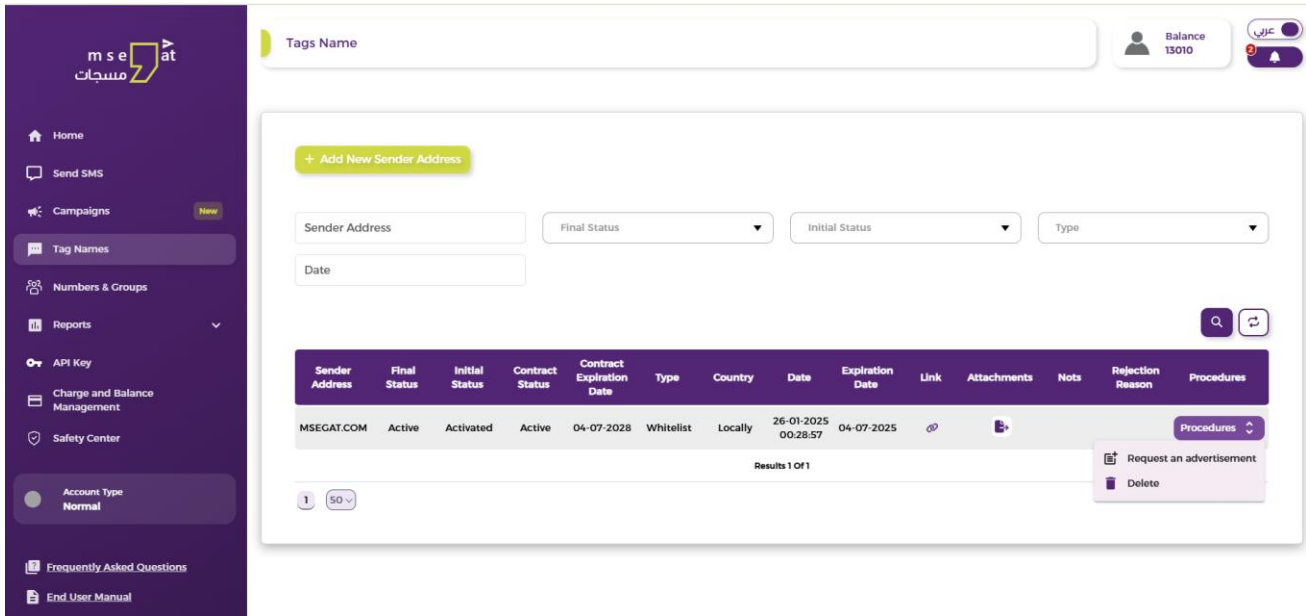 mse at
مسجات
Home
Send SMS
Campaigns New
Tag Names
Numbers & Groups
Reports
API Key
Charge and Balance
Management
Safety Center
Account Type
Normal
Frequently Asked Questions
End User Manual
Tags Name
Balance
13010
عربي
2
+ Add New Sender Address
Sender Address
Final Status
Initial Status
Type
Date
Sender Address
Final Status
Initial Status
Contract Status
Contract Expiration Date
Type
Country
Date
Expiration Date
Link
Attachments
Nots
Rejection Reason
Procedures
MSEGAT.COM
Active
Activated
Active
04-07-2028
Whitelist
Locally
26-01-2025
00:28:57
04-07-2025
Procedures
Request an advertisement
Delete
Results 1 Of 1
1
50